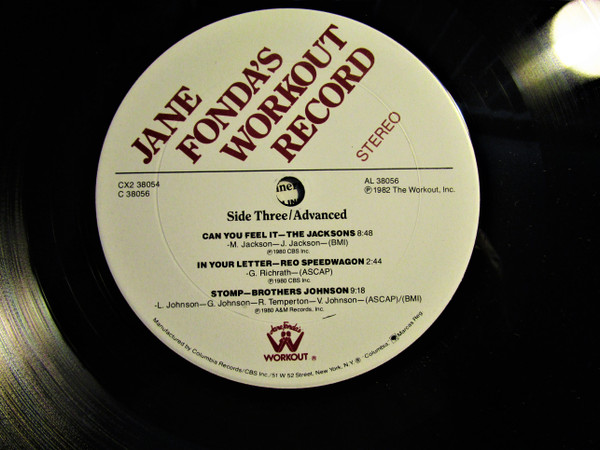 JANE
FONDA'S
WORKOUT
RECORD
STEREO
CX2 38054
C 38056
AL 38056
℗1982 The Workout, Inc.
Side Three/Advanced
CAN YOU FEEL IT—THE JACKSONS 8:48
-M. Jackson—J. Jackson—(BMI)
℗1980 CBS Inc.
IN YOUR LETTER—REO SPEEDWAGON 2:44
-G. Richrath—(ASCAP)
℗1980 CBS Inc.
STOMP—BROTHERS JOHNSON 9:18
-L. Johnson—G. Johnson—R. Temperton—V. Johnson—(ASCAP)/(BMI)
℗1980 A&M Records, Inc.
Jane Fonda's
WORKOUT ®
Manufactured by Columbia Records/CBS Inc./51 W 52 Street, New York, N.Y. ® Columbia, Marcas Reg.